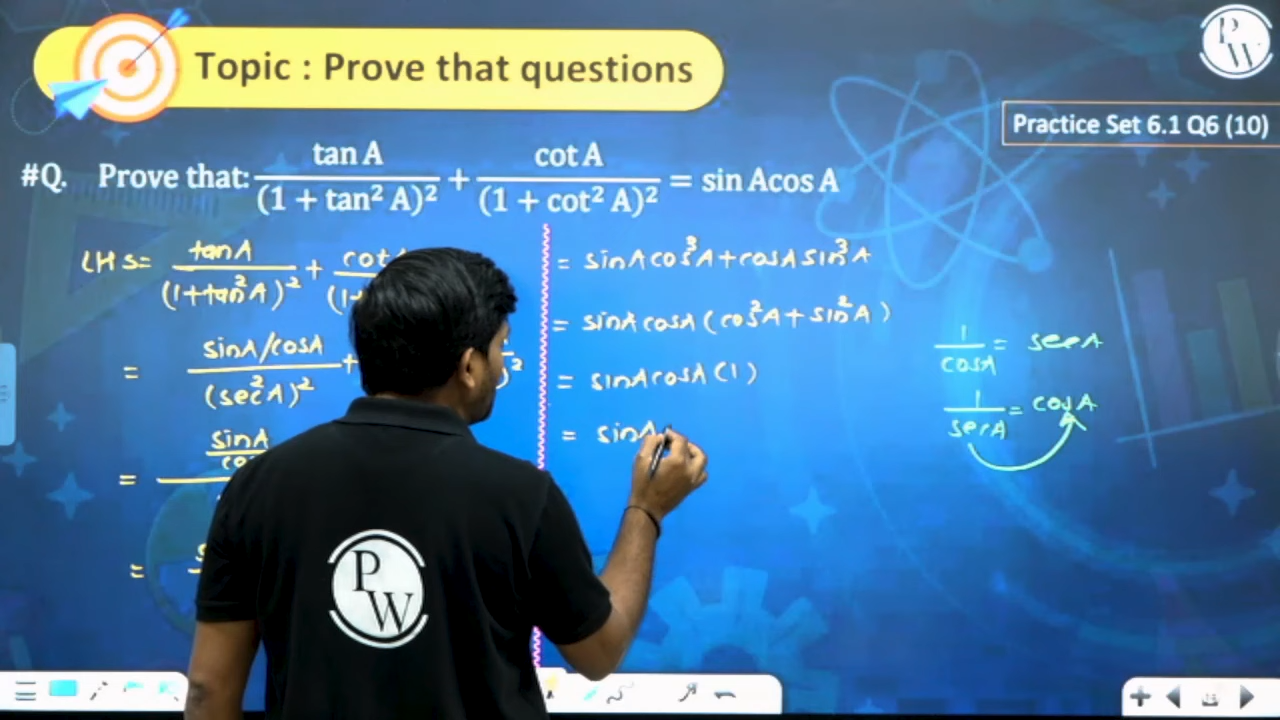 Topic : Prove that questions
P
W
Practice Set 6.1 Q6 (10)
#Q. Prove that: tan A / (1 + tan² A)² + cot A / (1 + cot² A)² = sin Acos A
LHS= tanA / (1+tan²A)² +
= sinA/cosA / (sec²A)² +
= sinA
=
= sinA cos³A + cosA sin³A
= sinA cosA (cos²A + sin²A)
= sinA cosA (1)
= sinA
1/cosA = secA
1/secA = cosA
P
W